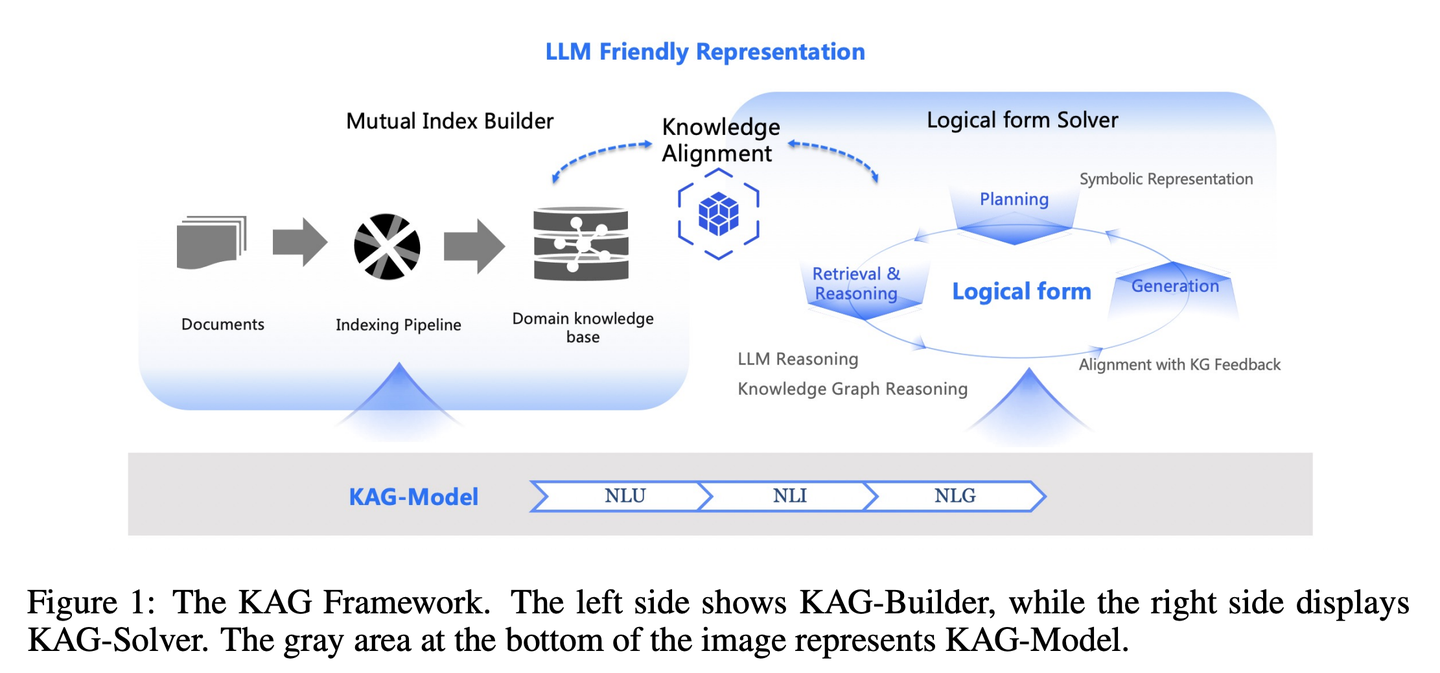 LLM Friendly Representation
Mutual Index Builder
Knowledge
Alignment
Logical form Solver
Documents
Indexing Pipeline
Domain knowledge
base
Planning
Symbolic Representation
Retrieval &
Reasoning
Logical form
Generation
LLM Reasoning
Knowledge Graph Reasoning
Alignment with KG Feedback
KAG-Model
NLU
NLI
NLG
Figure 1: The KAG Framework. The left side shows KAG-Builder, while the right side displays
KAG-Solver. The gray area at the bottom of the image represents KAG-Model.